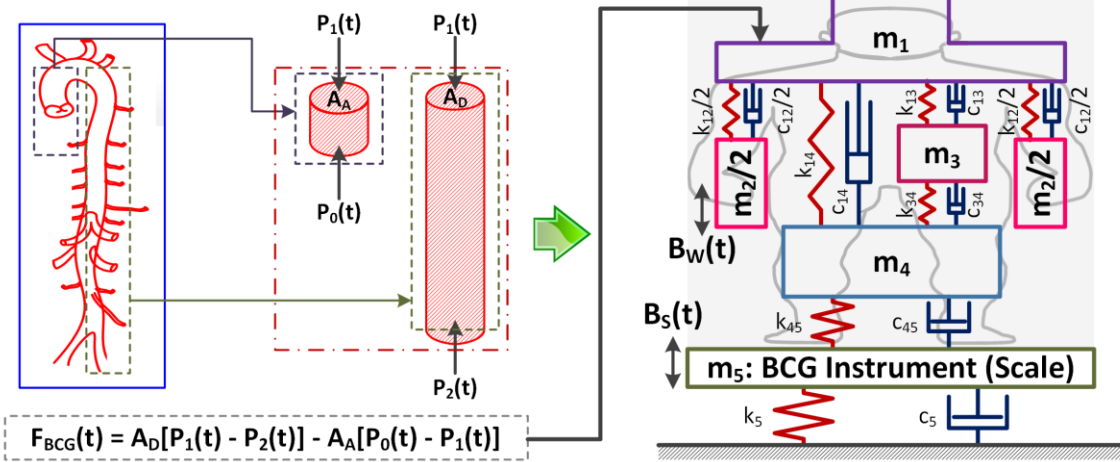 P₁(t)
P₁(t)
A_A
A_D
P₀(t)
P₂(t)
F_BCG(t) = A_D[P₁(t) - P₂(t)] - A_A[P₀(t) - P₁(t)]
m₁
k₁₂/2
c₁₂/2
k₁₃
c₁₃
k₁₂/2
c₁₂/2
m₂/2
k₁₄
c₁₄
m₃
m₂/2
k₃₄
c₃₄
B_W(t)
m₄
B_S(t)
k₄₅
c₄₅
m₅: BCG Instrument (Scale)
k₅
c₅